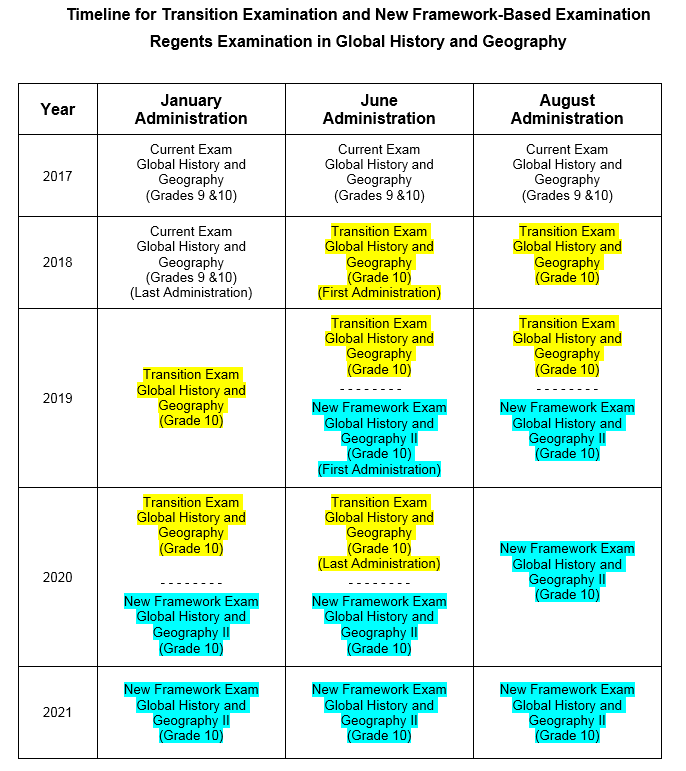 Timeline for Transition Examination and New Framework-Based Examination
Regents Examination in Global History and Geography
Year
January
Administration
June
Administration
August
Administration
2017
Current Exam
Global History and
Geography
(Grades 9 &10)
Current Exam
Global History and
Geography
(Grades 9 &10)
Current Exam
Global History and
Geography
(Grades 9 &10)
2018
Current Exam
Global History and
Geography
(Grades 9 &10)
(Last Administration)
Transition Exam
Global History and
Geography
(Grade 10)
(First Administration)
Transition Exam
Global History and
Geography
(Grade 10)
2019
Transition Exam
Global History and
Geography
(Grade 10)
Transition Exam
Global History and
Geography
(Grade 10)
- - - - - - - -
New Framework Exam
Global History and
Geography II
(Grade 10)
(First Administration)
Transition Exam
Global History and
Geography
(Grade 10)
- - - - - - - -
New Framework Exam
Global History and
Geography II
(Grade 10)
2020
Transition Exam
Global History and
Geography
(Grade 10)
- - - - - - - -
New Framework Exam
Global History and
Geography II
(Grade 10)
Transition Exam
Global History and
Geography
(Grade 10)
(Last Administration)
- - - - - - - -
New Framework Exam
Global History and
Geography II
(Grade 10)
New Framework Exam
Global History and
Geography II
(Grade 10)
2021
New Framework Exam
Global History and
Geography II
(Grade 10)
New Framework Exam
Global History and
Geography II
(Grade 10)
New Framework Exam
Global History and
Geography II
(Grade 10)